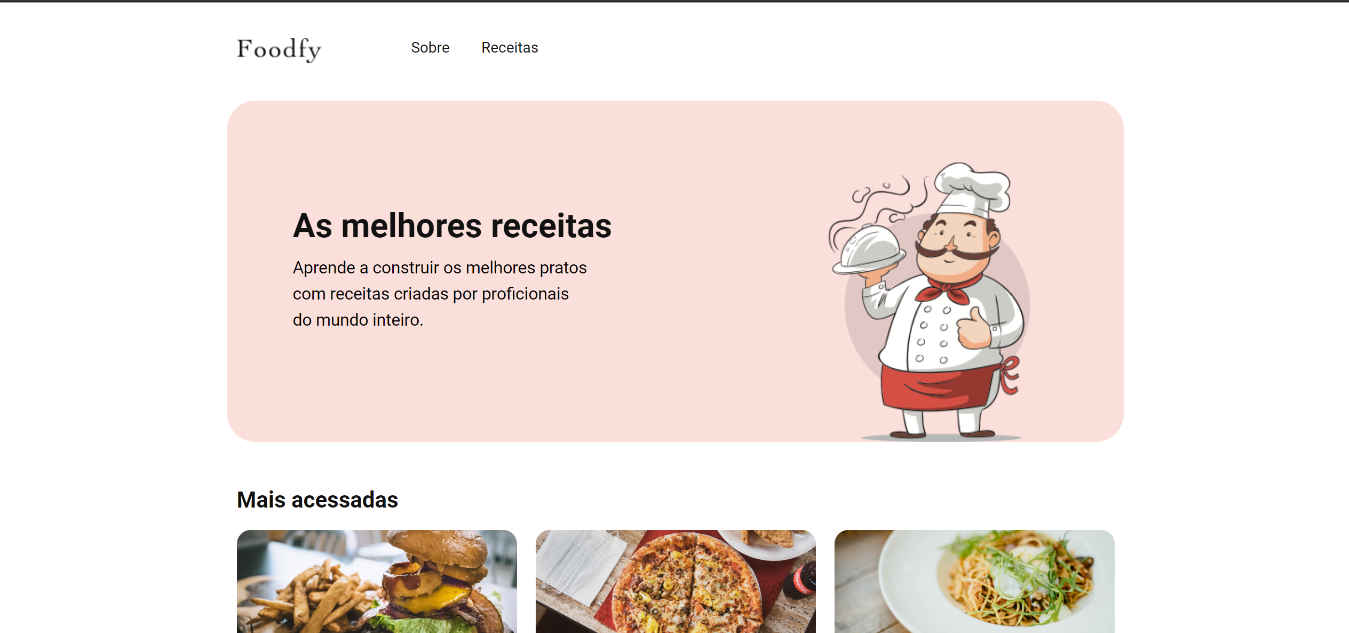 Foodfy
Sobre
Receitas
As melhores receitas
Aprende a construir os melhores pratos
com receitas criadas por proficionais
do mundo inteiro.
Mais acessadas